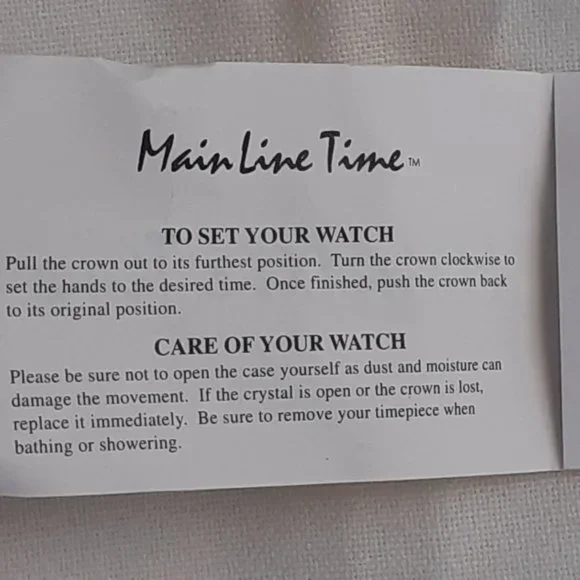 Main Line Time™
TO SET YOUR WATCH
Pull the crown out to its furthest position. Turn the crown clockwise to
set the hands to the desired time. Once finished, push the crown back
to its original position.
CARE OF YOUR WATCH
Please be sure not to open the case yourself as dust and moisture can
damage the movement. If the crystal is open or the crown is lost,
replace it immediately. Be sure to remove your timepiece when
bathing or showering.